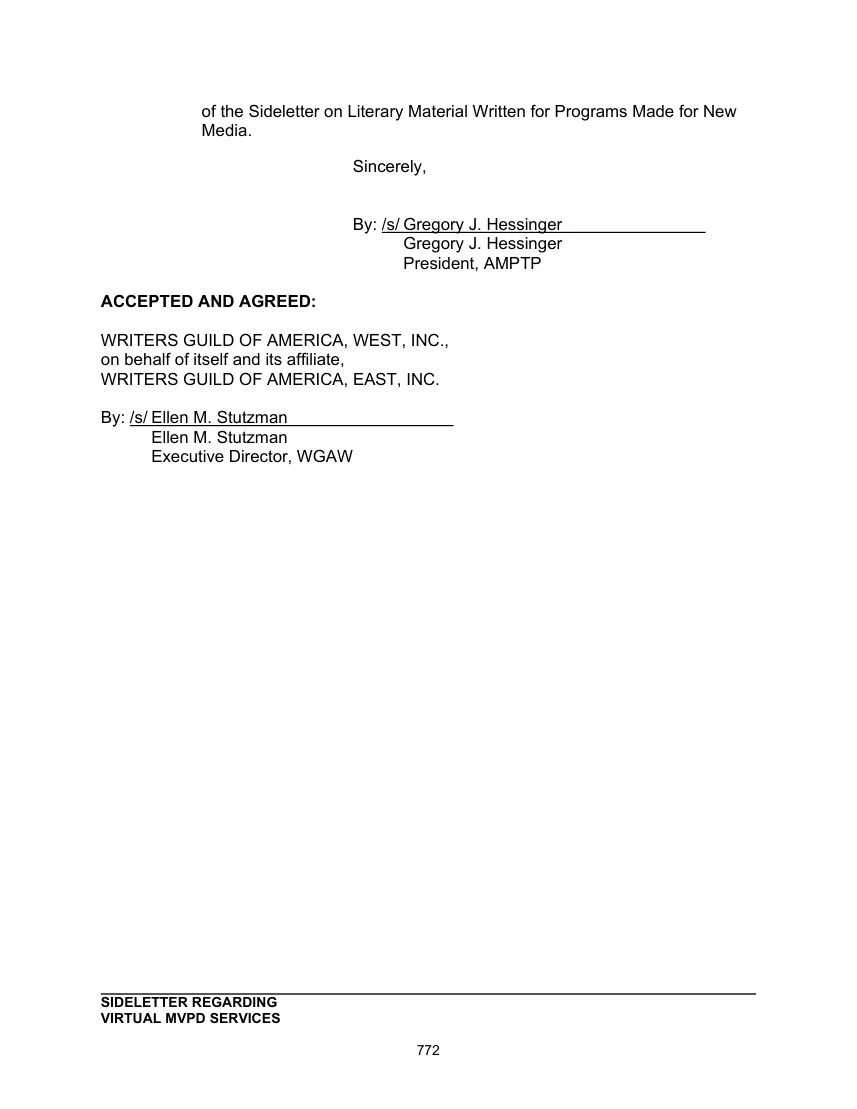 of the Sideletter on Literary Material Written for Programs Made for New
Media.
Sincerely,
By: /s/ Gregory J. Hessinger
Gregory J. Hessinger
President, AMPTP
ACCEPTED AND AGREED:
WRITERS GUILD OF AMERICA, WEST, INC.,
on behalf of itself and its affiliate,
WRITERS GUILD OF AMERICA, EAST, INC.
By: /s/ Ellen M. Stutzman
Ellen M. Stutzman
Executive Director, WGAW
SIDELETTER REGARDING
VIRTUAL MVPD SERVICES
772